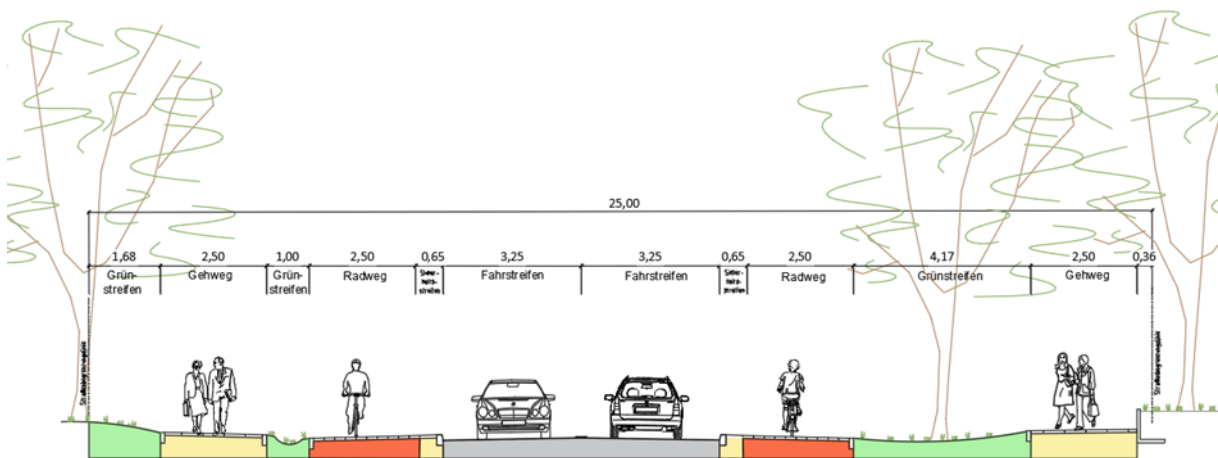 25,00
1,68
2,50
1,00
2,50
0,65
3,25
3,25
0,65
2,50
4,17
2,50
0,36
Grün-
streifen
Gehweg
Grün-
streifen
Radweg
Fahrstreifen
Fahrstreifen
Radweg
Grünstreifen
Gehweg